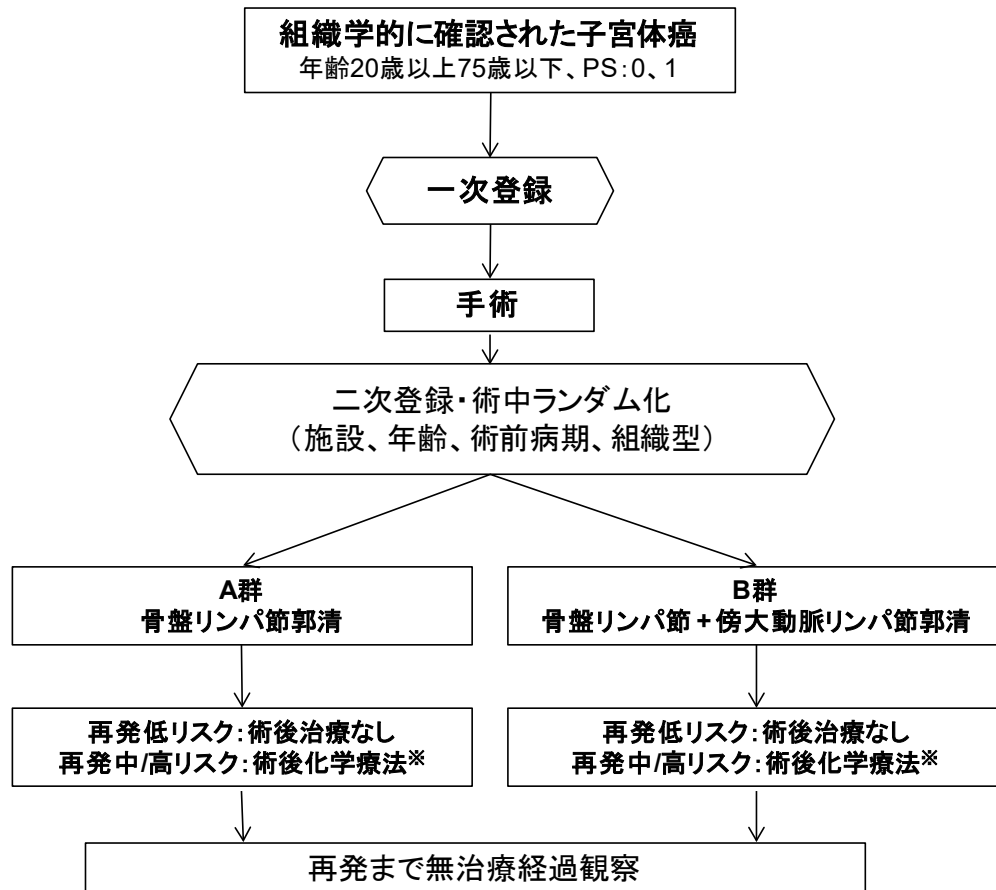 組織学的に確認された子宮体癌
年齢20歳以上75歳以下、PS:0、1
一次登録
手術
二次登録・術中ランダム化
（施設、年齢、術前病期、組織型）
A群
骨盤リンパ節郭清
B群
骨盤リンパ節+傍大動脈リンパ節郭清
再発低リスク:術後治療なし
再発中/高リスク:術後化学療法※
再発低リスク:術後治療なし
再発中/高リスク:術後化学療法※
再発まで無治療経過観察